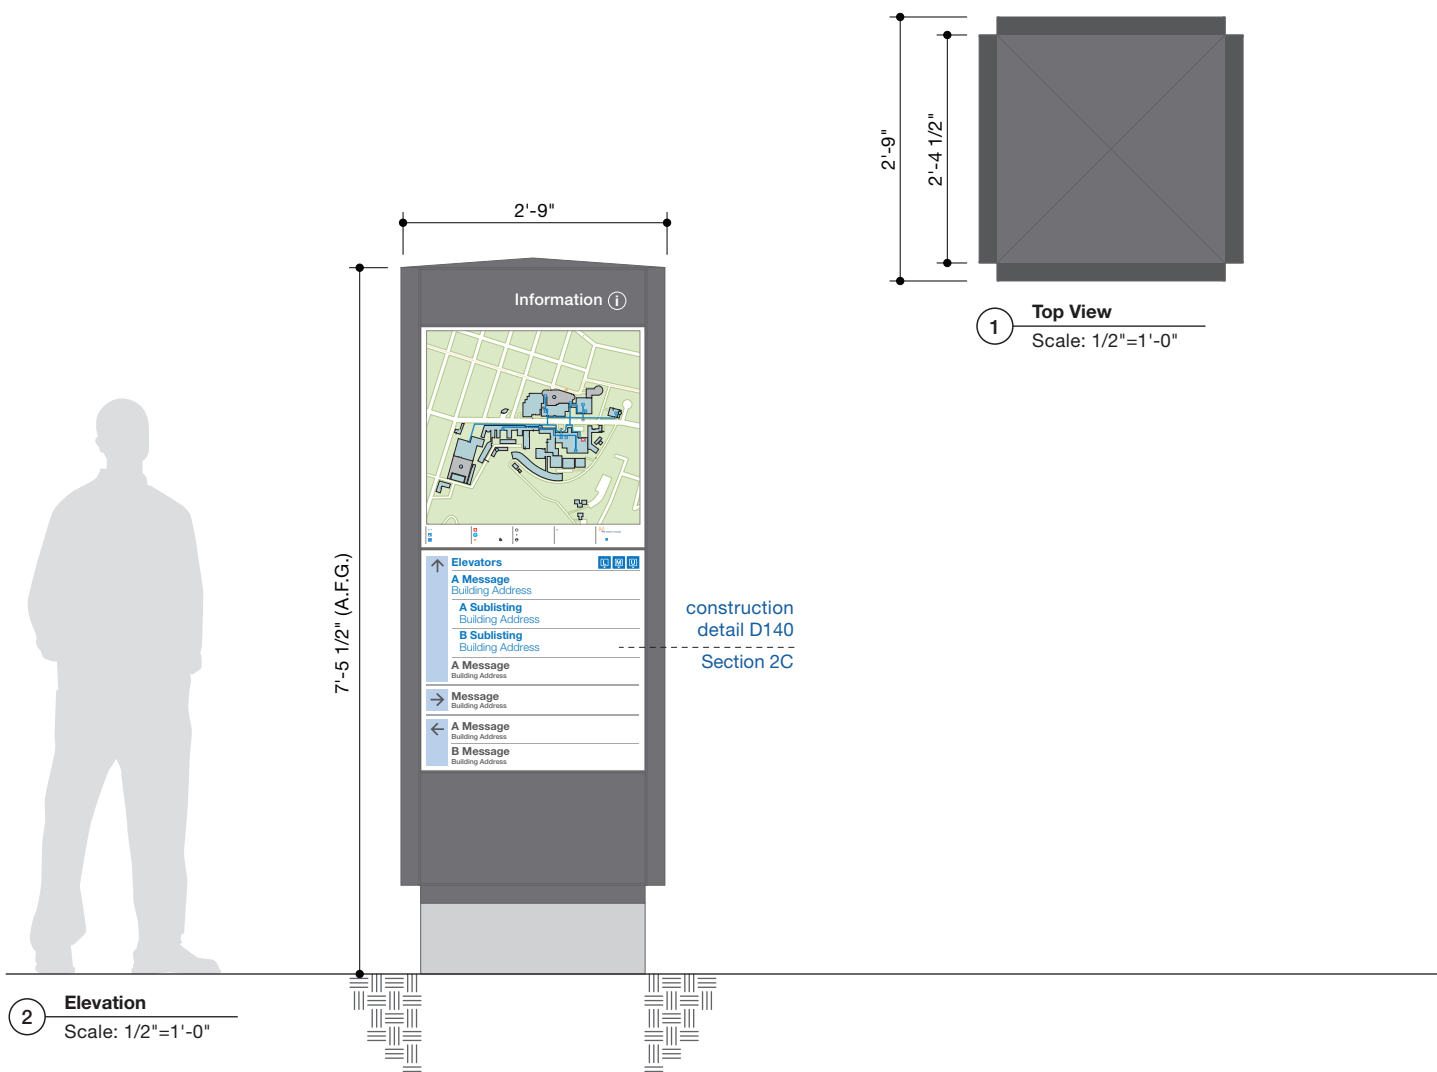 2'-9"
2'-4 1/2"
1
Top View
Scale: 1/2"=1'-0"
2'-9"
7'-5 1/2" (A.F.G.)
Information i
Elevators
A Message
Building Address
A Sublisting
Building Address
B Sublisting
Building Address
A Message
Building Address
Message
Building Address
A Message
Building Address
B Message
Building Address
construction
detail D140
Section 2C
2
Elevation
Scale: 1/2"=1'-0"